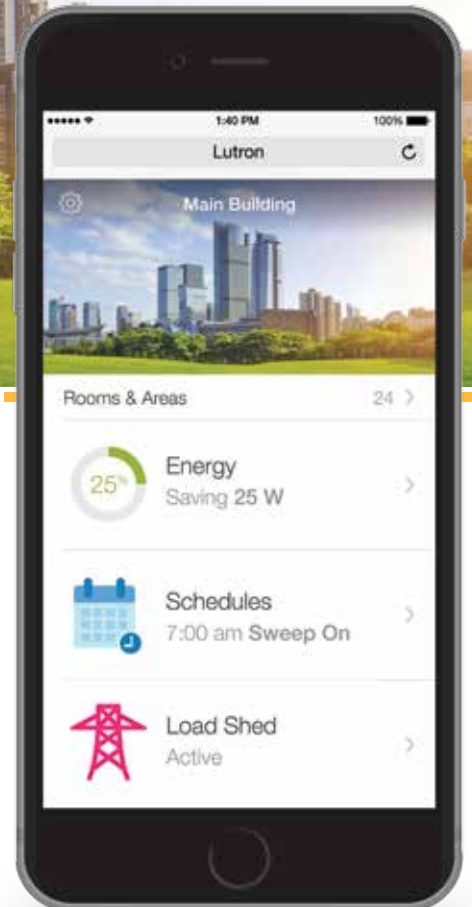 1:40 PM 100%
Lutron
Main Building
Rooms & Areas 24
25%
Energy
Saving 25 W
Schedules
7:00 am Sweep On
Load Shed
Active